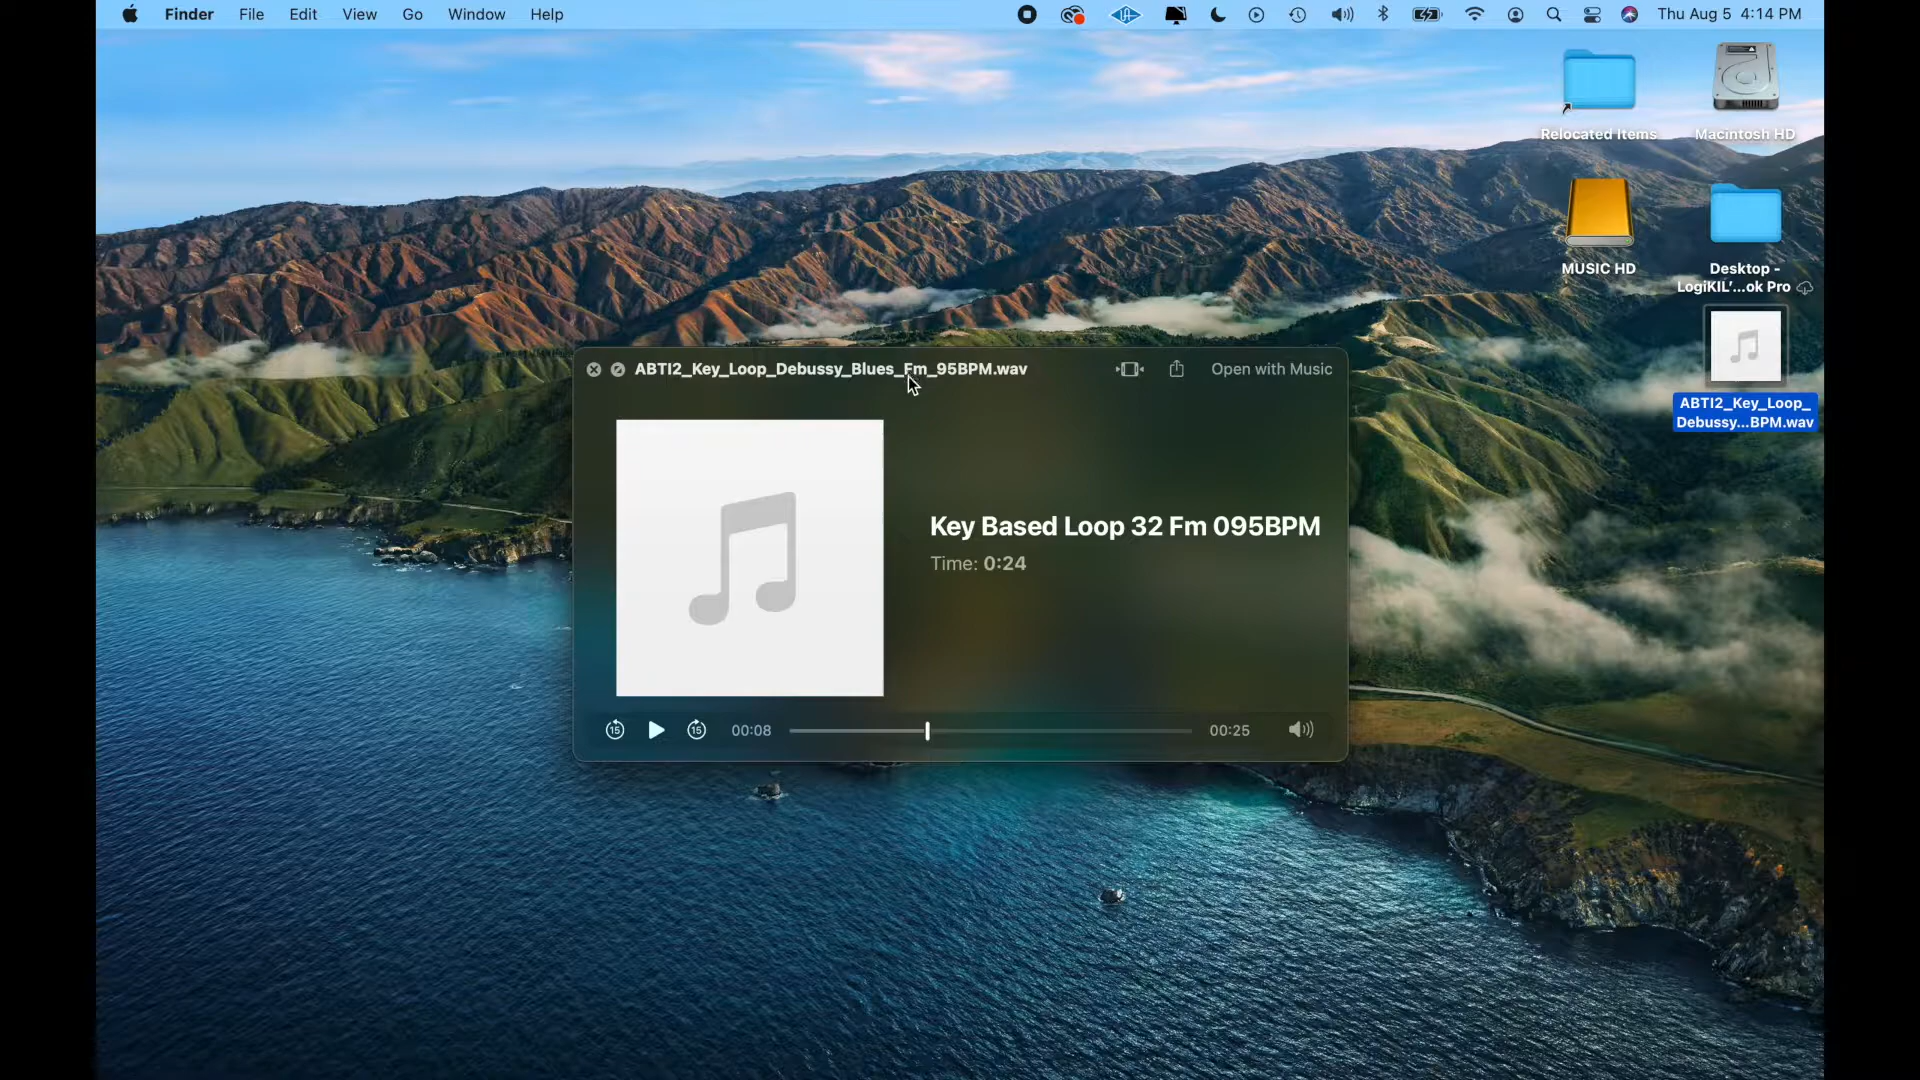 Finder File Edit View Go Window Help Thu Aug 5 4:14 PM
Relocated Items
Macintosh HD
MUSIC HD
Desktop -
LogiKIL'...ok Pro
ABTI2_Key_Loop_
Debussy...BPM.wav
ABTI2_Key_Loop_Debussy_Blues_Fm_95BPM.wav
Open with Music
Key Based Loop 32 Fm 095BPM
Time: 0:24
15
15
00:08
00:25